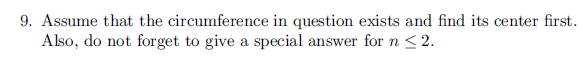 9. Assume that the circumference in question exists and find its center first.
Also, do not forget to give a special answer for n ≤ 2.